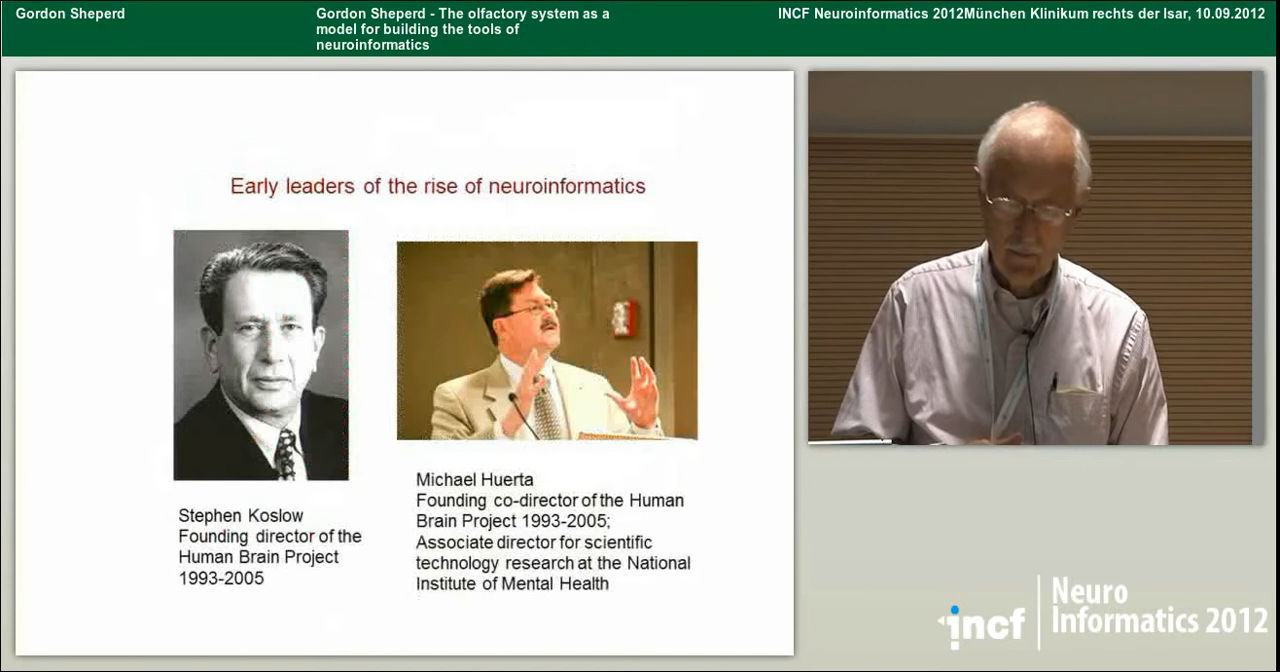 Gordon Sheperd
Gordon Sheperd - The olfactory system as a
model for building the tools of
neuroinformatics
INCF Neuroinformatics 2012München Klinikum rechts der Isar, 10.09.2012
Early leaders of the rise of neuroinformatics
Stephen Koslow
Founding director of the
Human Brain Project
1993-2005
Michael Huerta
Founding co-director of the Human
Brain Project 1993-2005;
Associate director for scientific
technology research at the National
Institute of Mental Health
incf
Neuro
Informatics 2012